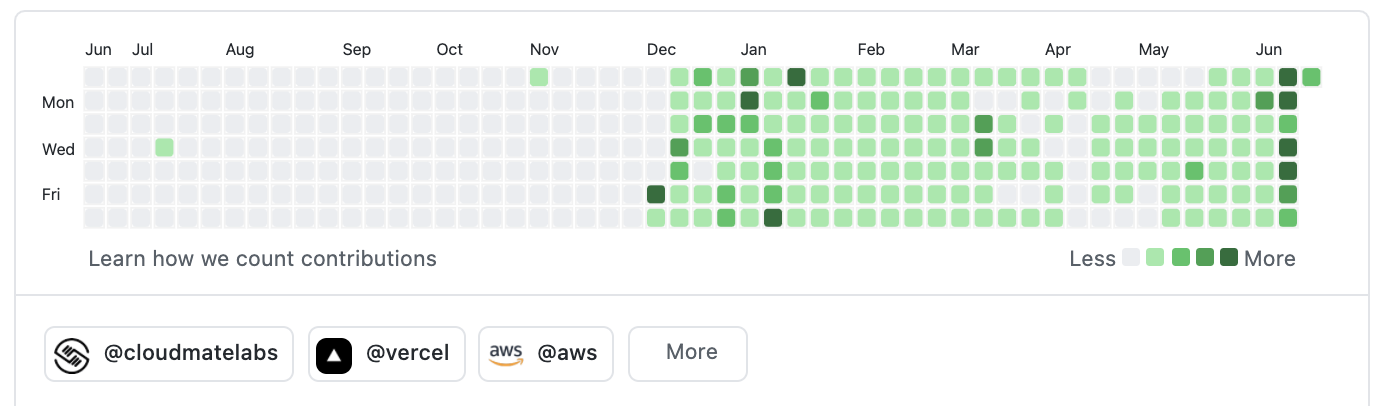 Jun Jul Aug Sep Oct Nov Dec Jan Feb Mar Apr May Jun
Mon
Wed
Fri
Learn how we count contributions Less More
@cloudmatelabs @vercel aws @aws More